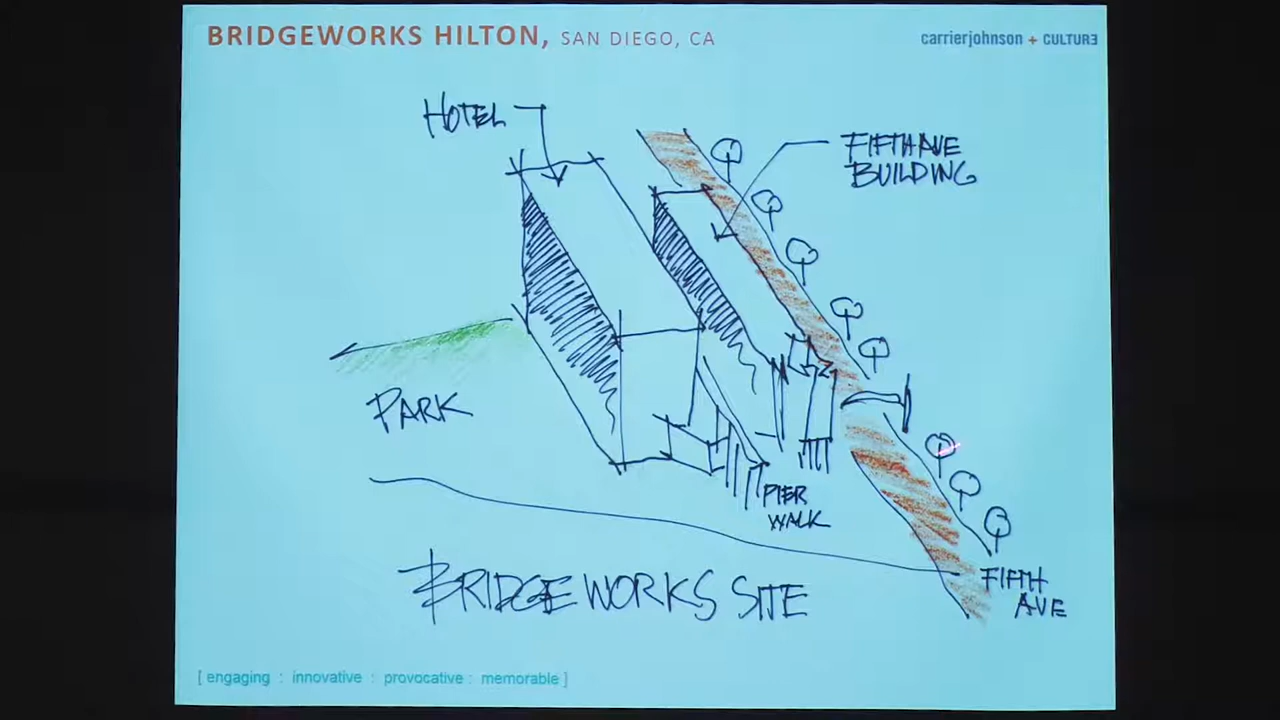 BRIDGEWORKS HILTON, SAN DIEGO, CA
carrierjohnson + CULTURƎ
HOTEL
FIFTH AVE
BUILDING
PARK
PIER
WALK
BRIDGEWORKS SITE
FIFTH
AVE
[ engaging : innovative : provocative : memorable ]